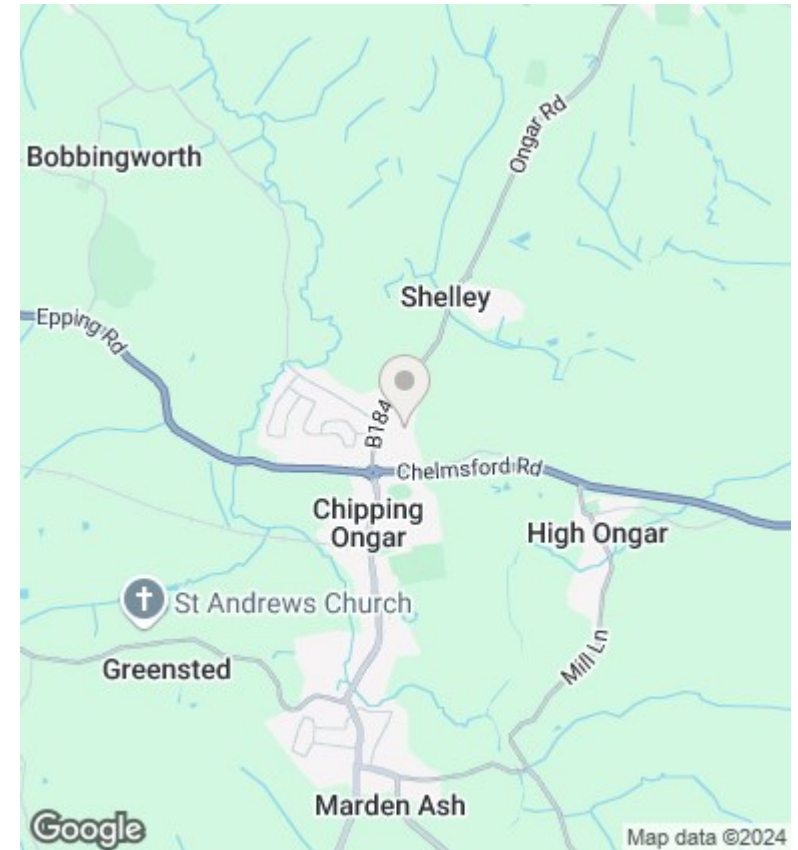 Bobbingworth
Ongar Rd
Shelley
Epping Rd
B184
Chelmsford Rd
Chipping
Ongar
High Ongar
St Andrews Church
Greensted
Mill Ln
Marden Ash
Google
Map data ©2024